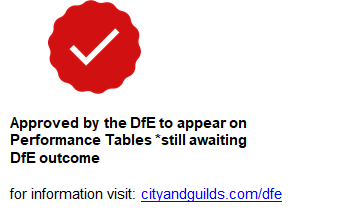 Approved by the DfE to appear on
Performance Tables *still awaiting
DfE outcome
for information visit: cityandguilds.com/dfe